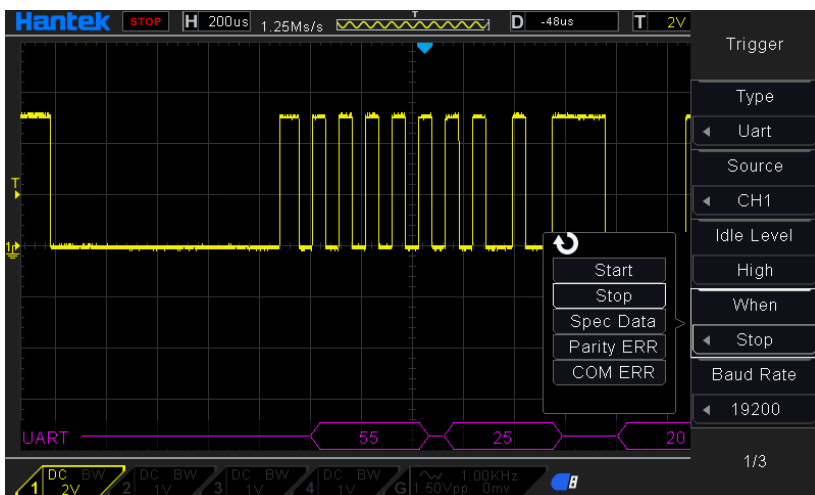 Hantek STOP H 200us 1.25Ms/s T D -48us T 2V
Trigger
Type
Uart
Source
CH1
Idle Level
High
When
Stop
Baud Rate
19200
1/3
T
1
Start
Stop
Spec Data
Parity ERR
COM ERR
UART 55 25 20
1 DC BW 2V 2 DC BW 1V 3 DC BW 1V 4 DC BW 1V G 1.00KHz 1.50Vpp 0mv